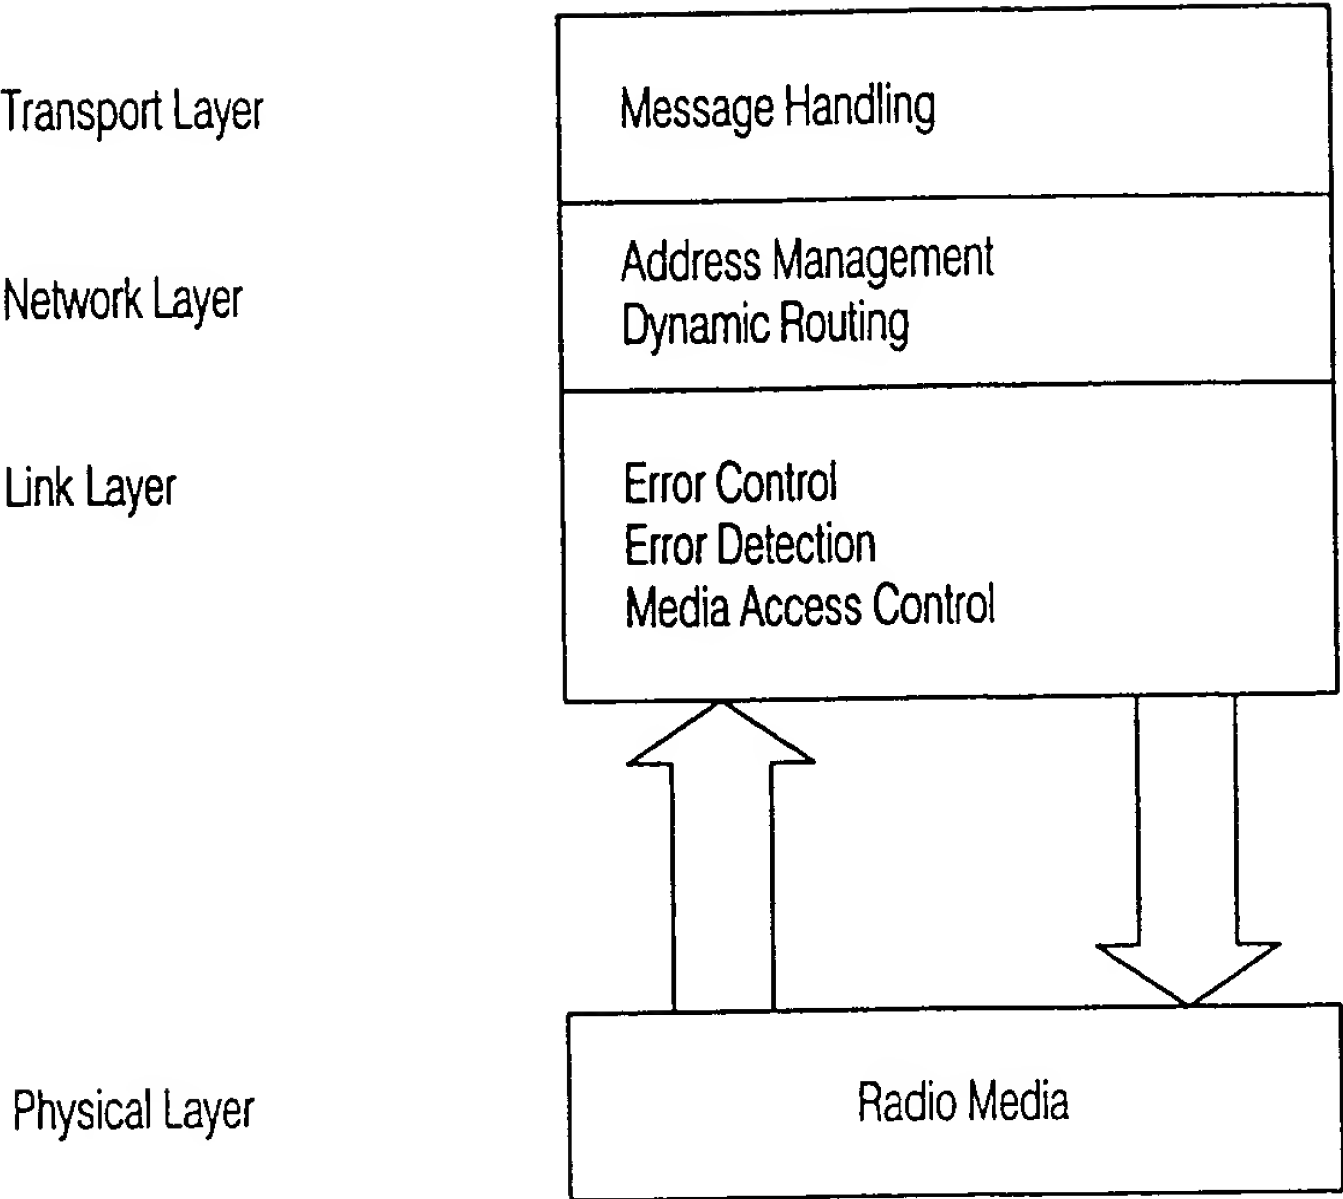 Transport Layer
Message Handling
Network Layer
Address Management
Dynamic Routing
Link Layer
Error Control
Error Detection
Media Access Control
Physical Layer
Radio Media